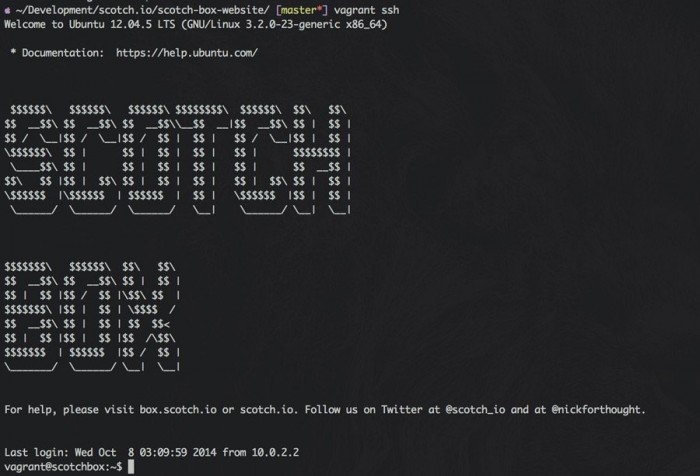 ~/Development/scotch.io/scotch-box-website/ [master*] vagrant ssh
Welcome to Ubuntu 12.04.5 LTS (GNU/Linux 3.2.0-23-generic x86_64)
* Documentation:  https://help.ubuntu.com/
SCOTCH
BOX
For help, please visit box.scotch.io or scotch.io. Follow us on Twitter at @scotch_io and at @nickforthought.
Last login: Wed Oct  8 03:09:59 2014 from 10.0.2.2
vagrant@scotchbox:~$